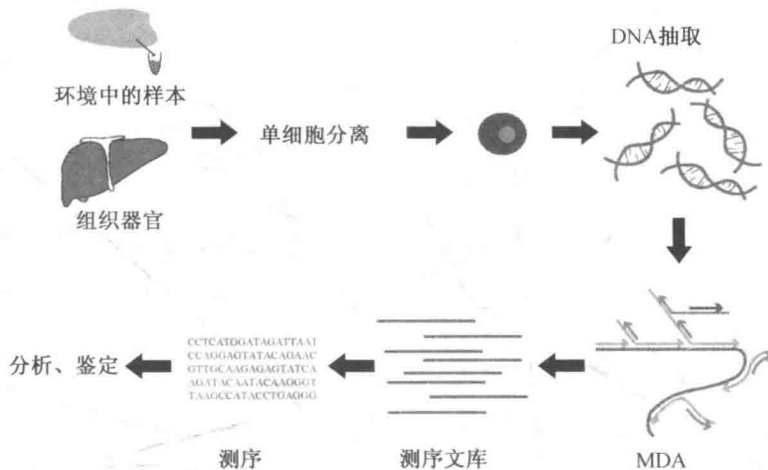 环境中的样本
组织器官
单细胞分离
DNA抽取
MDA
测序文库
CCTCATGGATAGATTAAT
CCAGGAGTATACAGAAC
GTTGCAAGAGAGTATCA
AGATACAATACAAGGGT
TAAGCCATACCTGAGGG
测序
分析、鉴定